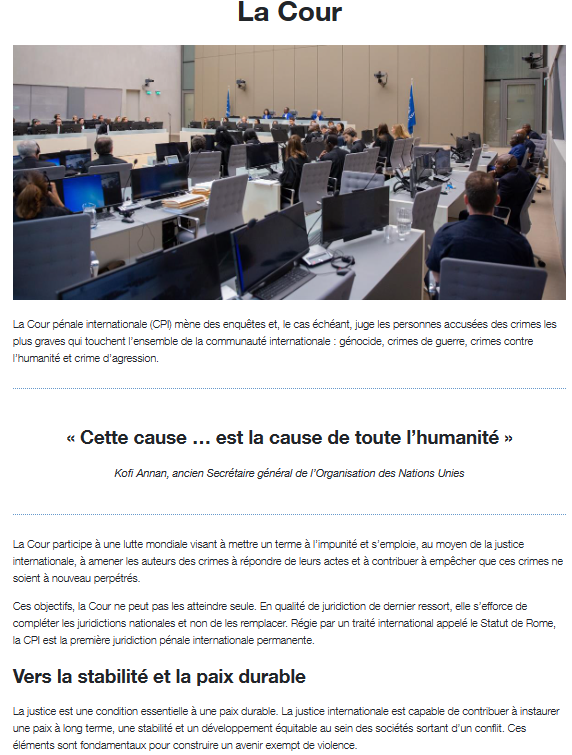 La Cour
La Cour pénale internationale (CPI) mène des enquêtes et, le cas échéant, juge les personnes accusées des crimes les
plus graves qui touchent l'ensemble de la communauté internationale : génocide, crimes de guerre, crimes contre
l'humanité et crime d'agression.
« Cette cause … est la cause de toute l'humanité »
Kofi Annan, ancien Secrétaire général de l'Organisation des Nations Unies
La Cour participe à une lutte mondiale visant à mettre un terme à l'impunité et s'emploie, au moyen de la justice
internationale, à amener les auteurs des crimes à répondre de leurs actes et à contribuer à empêcher que ces crimes ne
soient à nouveau perpétrés.
Ces objectifs, la Cour ne peut pas les atteindre seule. En qualité de juridiction de dernier ressort, elle s'efforce de
compléter les juridictions nationales et non de les remplacer. Régie par un traité international appelé le Statut de Rome,
la CPI est la première juridiction pénale internationale permanente.
Vers la stabilité et la paix durable
La justice est une condition essentielle à une paix durable. La justice internationale est capable de contribuer à instaurer
une paix à long terme, une stabilité et un développement équitable au sein des sociétés sortant d'un conflit. Ces
éléments sont fondamentaux pour construire un avenir exempt de violence.